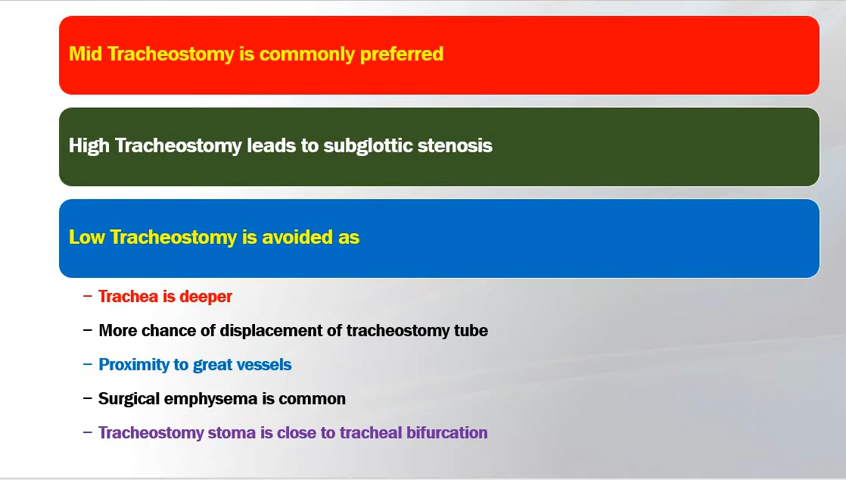 Mid Tracheostomy is commonly preferred
High Tracheostomy leads to subglottic stenosis
Low Tracheostomy is avoided as
– Trachea is deeper
– More chance of displacement of tracheostomy tube
– Proximity to great vessels
– Surgical emphysema is common
– Tracheostomy stoma is close to tracheal bifurcation